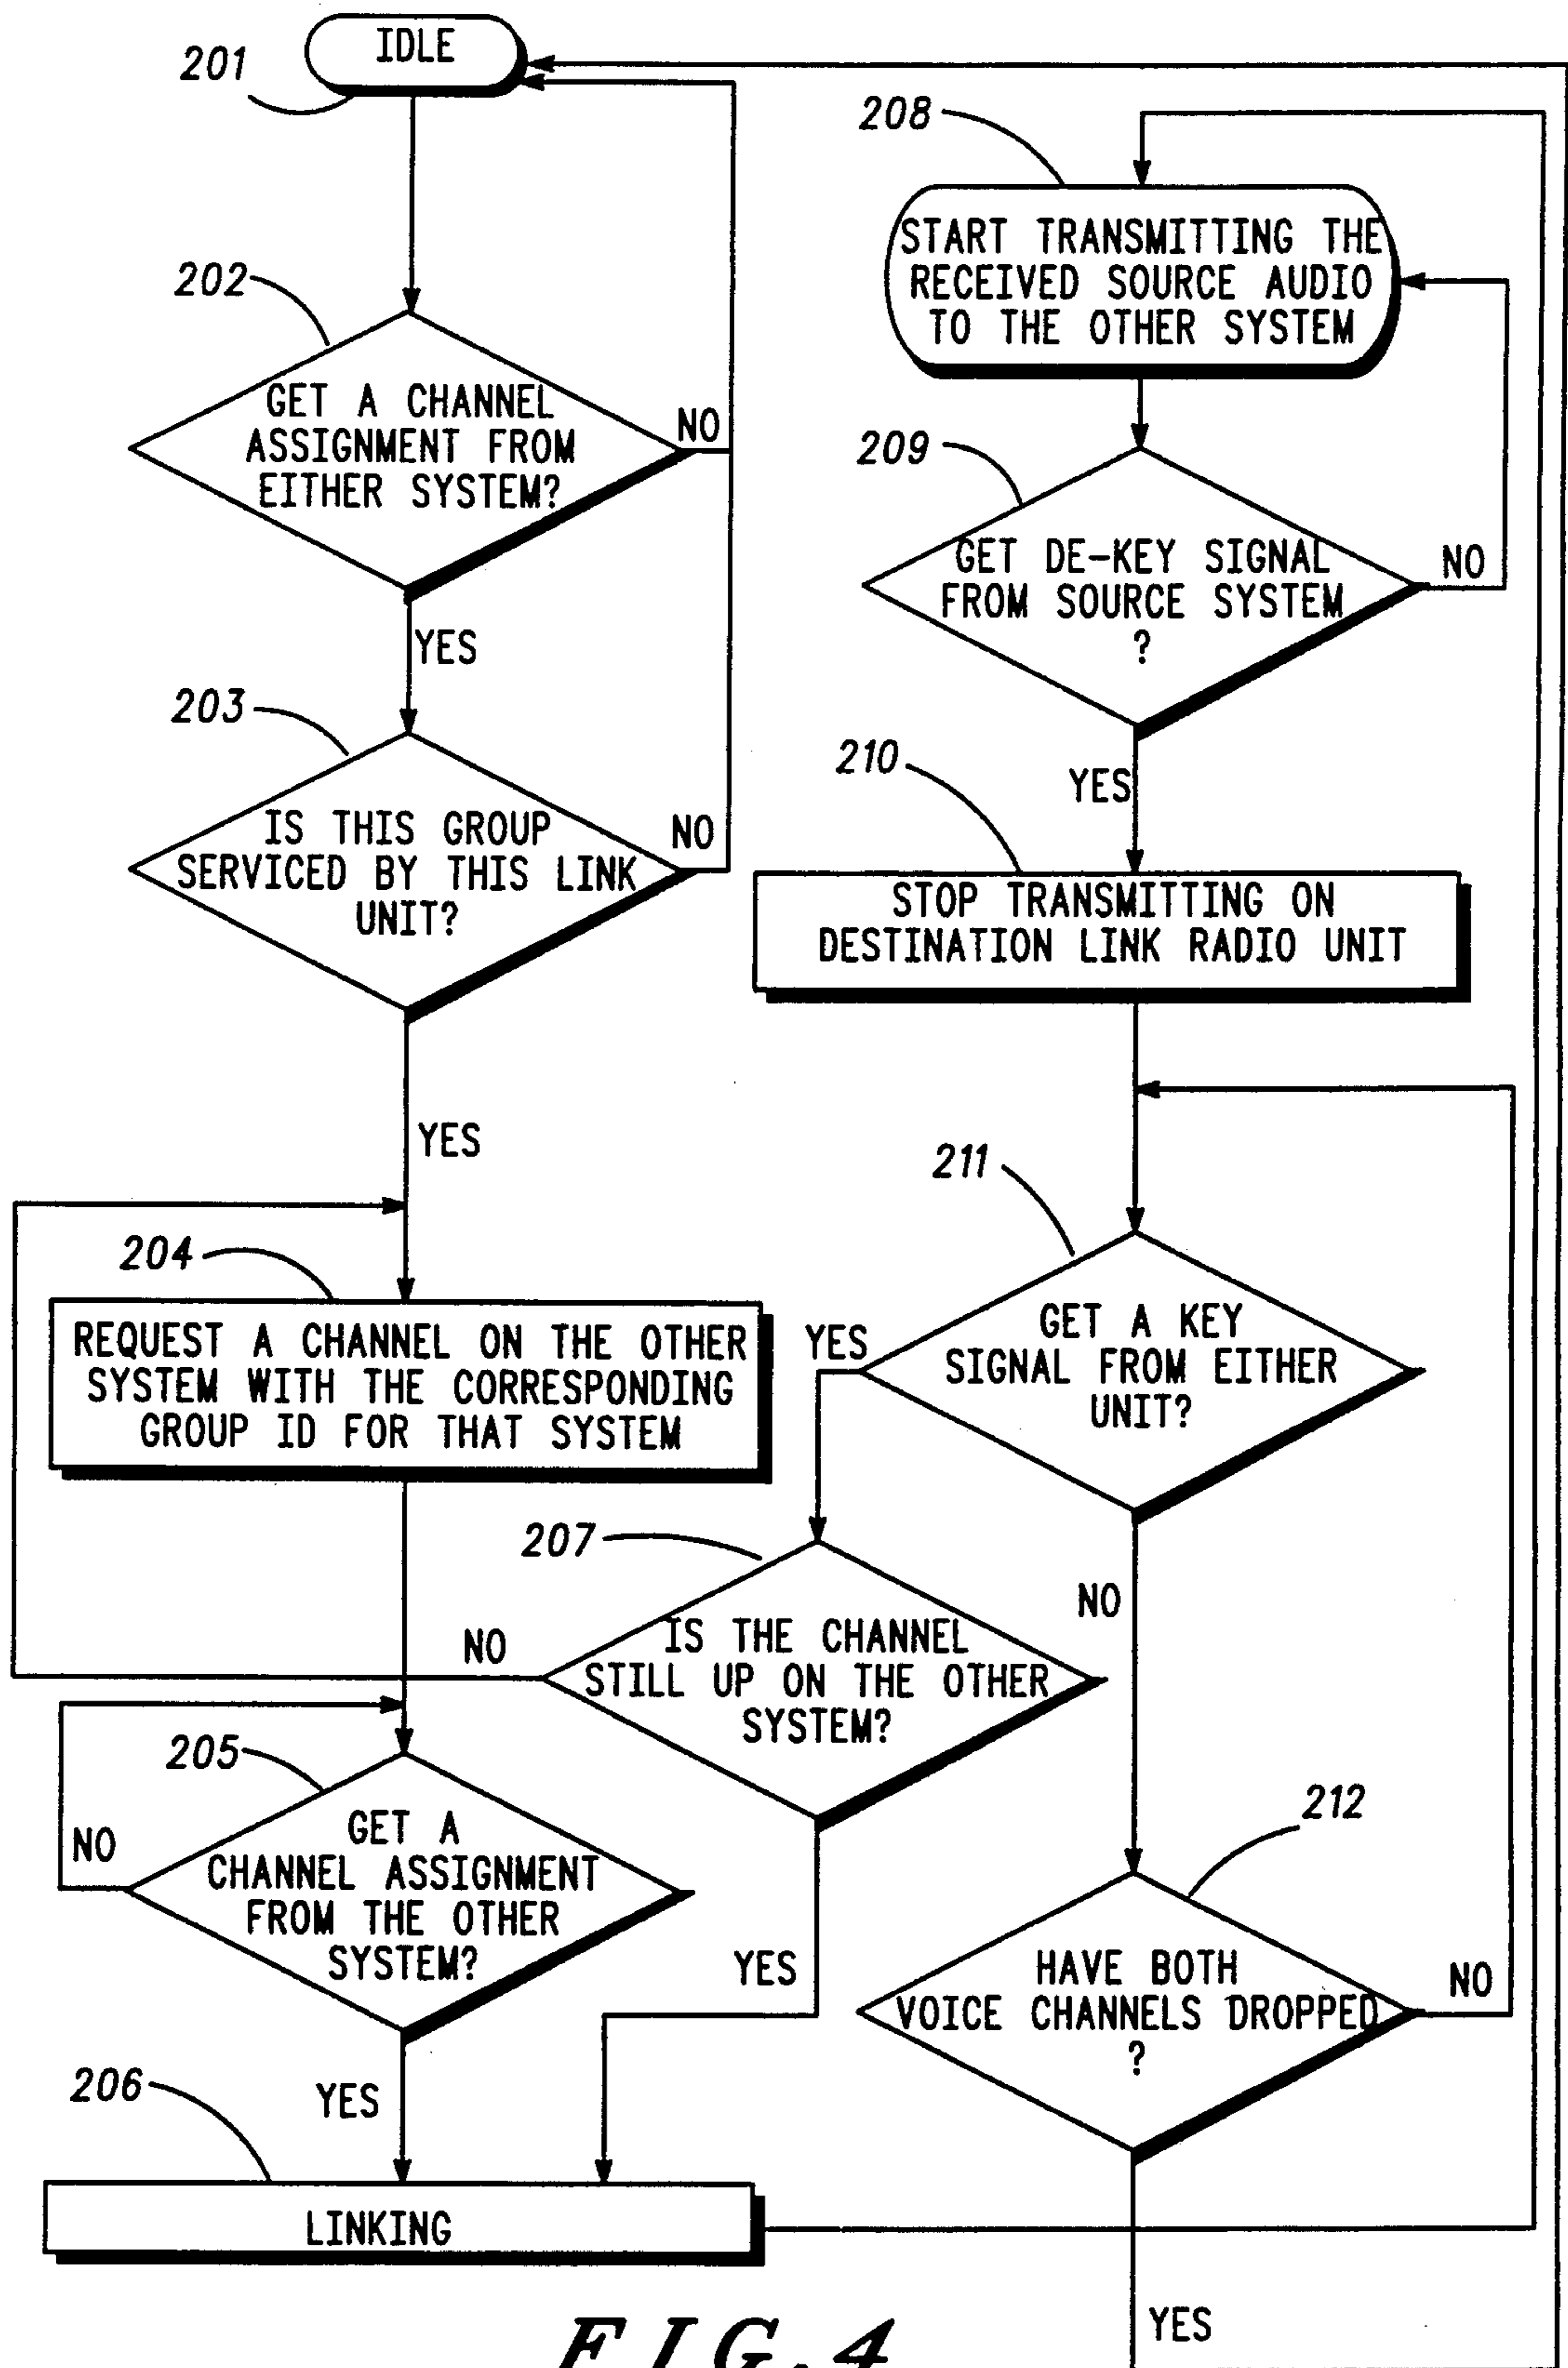 201
IDLE
202
GET A CHANNEL
ASSIGNMENT FROM
EITHER SYSTEM?
NO
YES
203
IS THIS GROUP
SERVICED BY THIS LINK
UNIT?
NO
YES
204
REQUEST A CHANNEL ON THE OTHER
SYSTEM WITH THE CORRESPONDING
GROUP ID FOR THAT SYSTEM
205
GET A
CHANNEL ASSIGNMENT
FROM THE OTHER
SYSTEM?
NO
YES
206
LINKING
207
IS THE CHANNEL
STILL UP ON THE OTHER
SYSTEM?
NO
YES
208
START TRANSMITTING THE
RECEIVED SOURCE AUDIO
TO THE OTHER SYSTEM
209
GET DE-KEY SIGNAL
FROM SOURCE SYSTEM
?
NO
YES
210
STOP TRANSMITTING ON
DESTINATION LINK RADIO UNIT
211
GET A KEY
SIGNAL FROM EITHER
UNIT?
YES
NO
212
HAVE BOTH
VOICE CHANNELS DROPPED
?
NO
YES
FIG.4